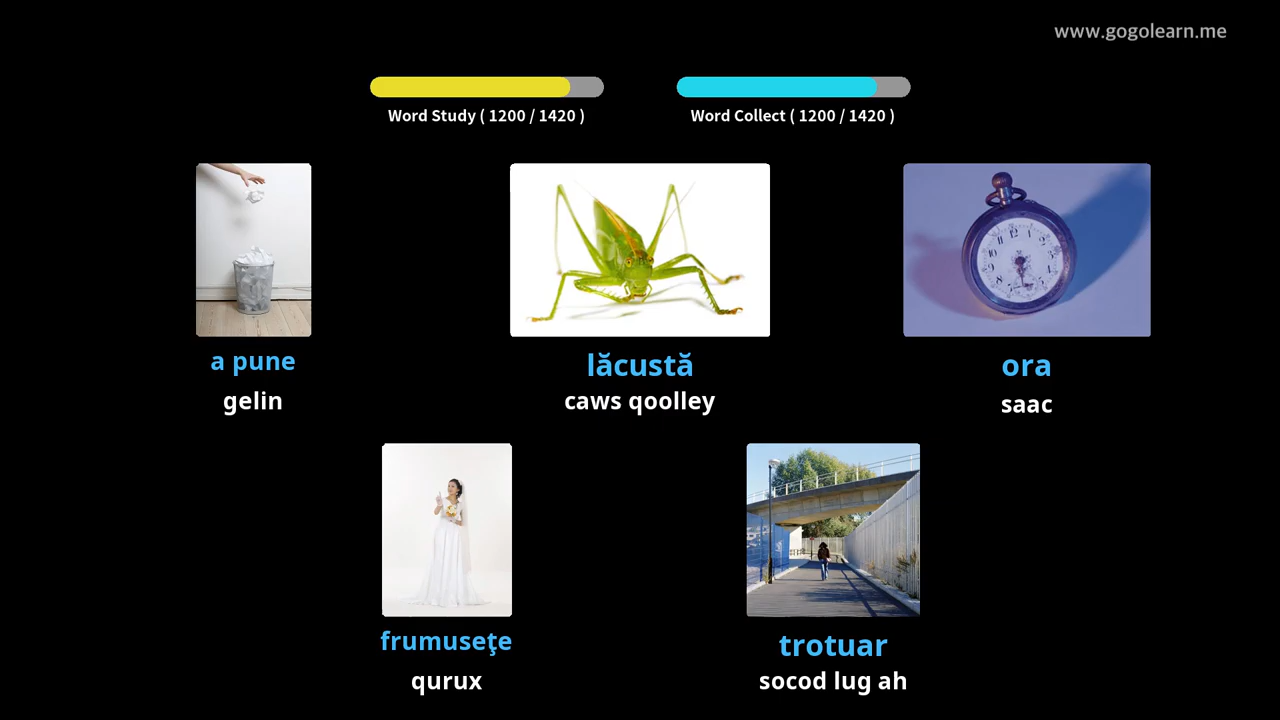 www.gogolearn.me
Word Study ( 1200 / 1420 )
Word Collect ( 1200 / 1420 )
a pune
gelin
lăcustă
caws qoolley
ora
saac
frumuseţe
qurux
trotuar
socod lug ah